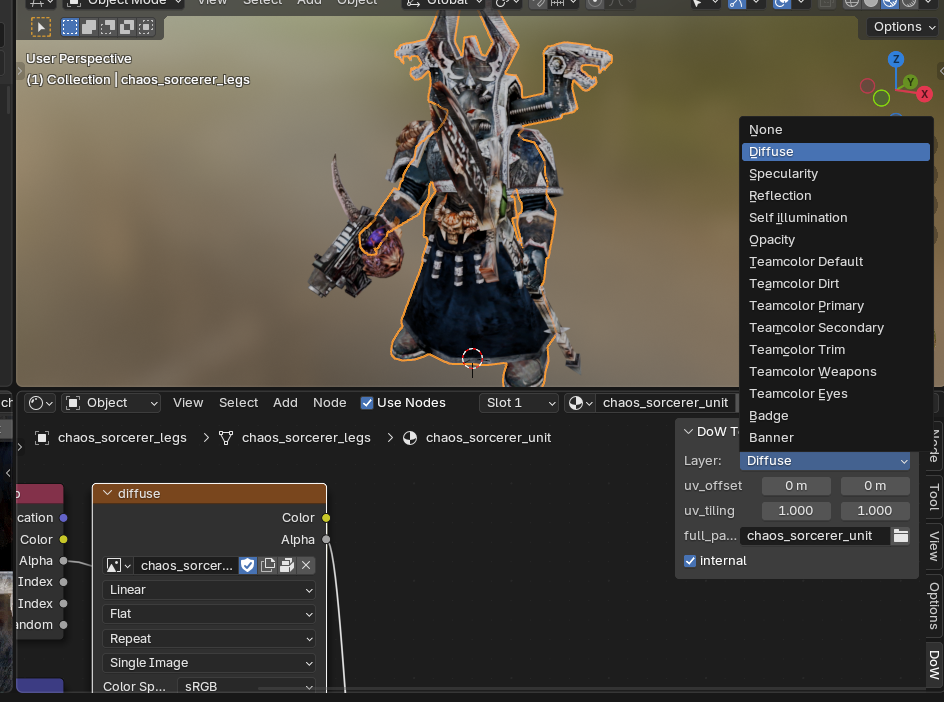 Object Mode
View
Select
Add
Object
Global
Options
User Perspective
(1) Collection | chaos_sorcerer_legs
Z
Y
X
None
Diffuse
Specularity
Reflection
Self illumination
Opacity
Teamcolor Default
Teamcolor Dirt
Teamcolor Primary
Teamcolor Secondary
Teamcolor Trim
Teamcolor Weapons
Teamcolor Eyes
Badge
Banner
Object
View
Select
Add
Node
Use Nodes
Slot 1
chaos_sorcerer_unit
chaos_sorcerer_legs > chaos_sorcerer_legs > chaos_sorcerer_unit
DoW T
Layer: Diffuse
uv_offset 0 m 0 m
uv_tiling 1.000 1.000
full_pa... chaos_sorcerer_unit
internal
Node
Tool
View
Options
DoW
cation
Color
Alpha
Index
Index
andom
diffuse
Color
Alpha
chaos_sorcer...
Linear
Flat
Repeat
Single Image
Color Sp... sRGB